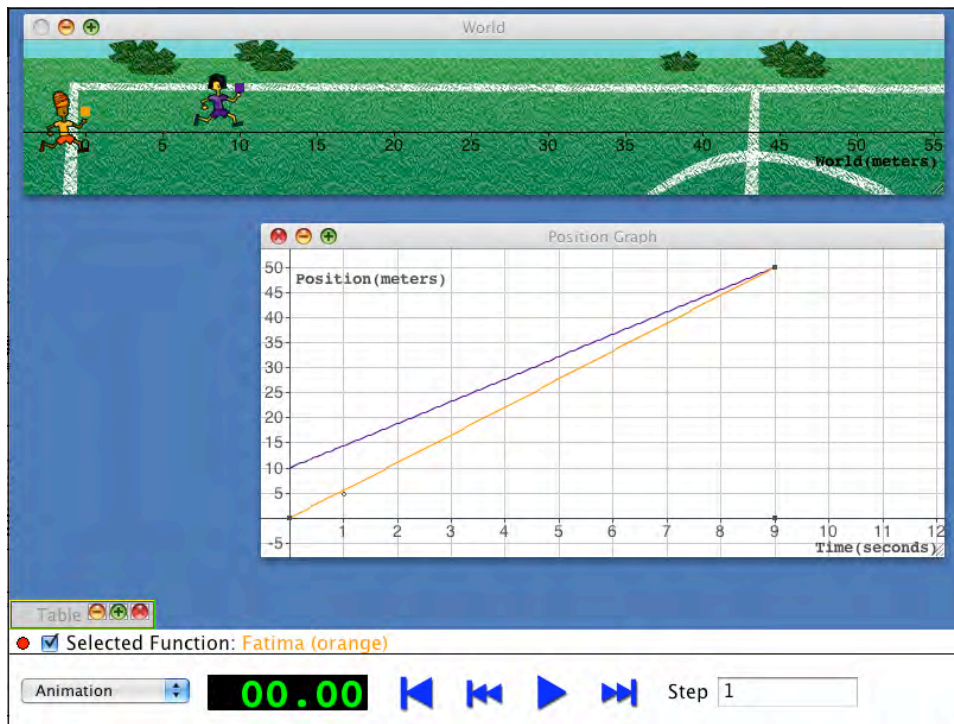 World
0 5 10 15 20 25 30 35 40 45 50 55
World(meters)
Position Graph
Position(meters)
50
45
40
35
30
25
20
15
10
5
-5
1 2 3 4 5 6 7 8 9 10 11 12
Time(seconds)
Table
Selected Function: Fatima (orange)
Animation 00.00 Step 1